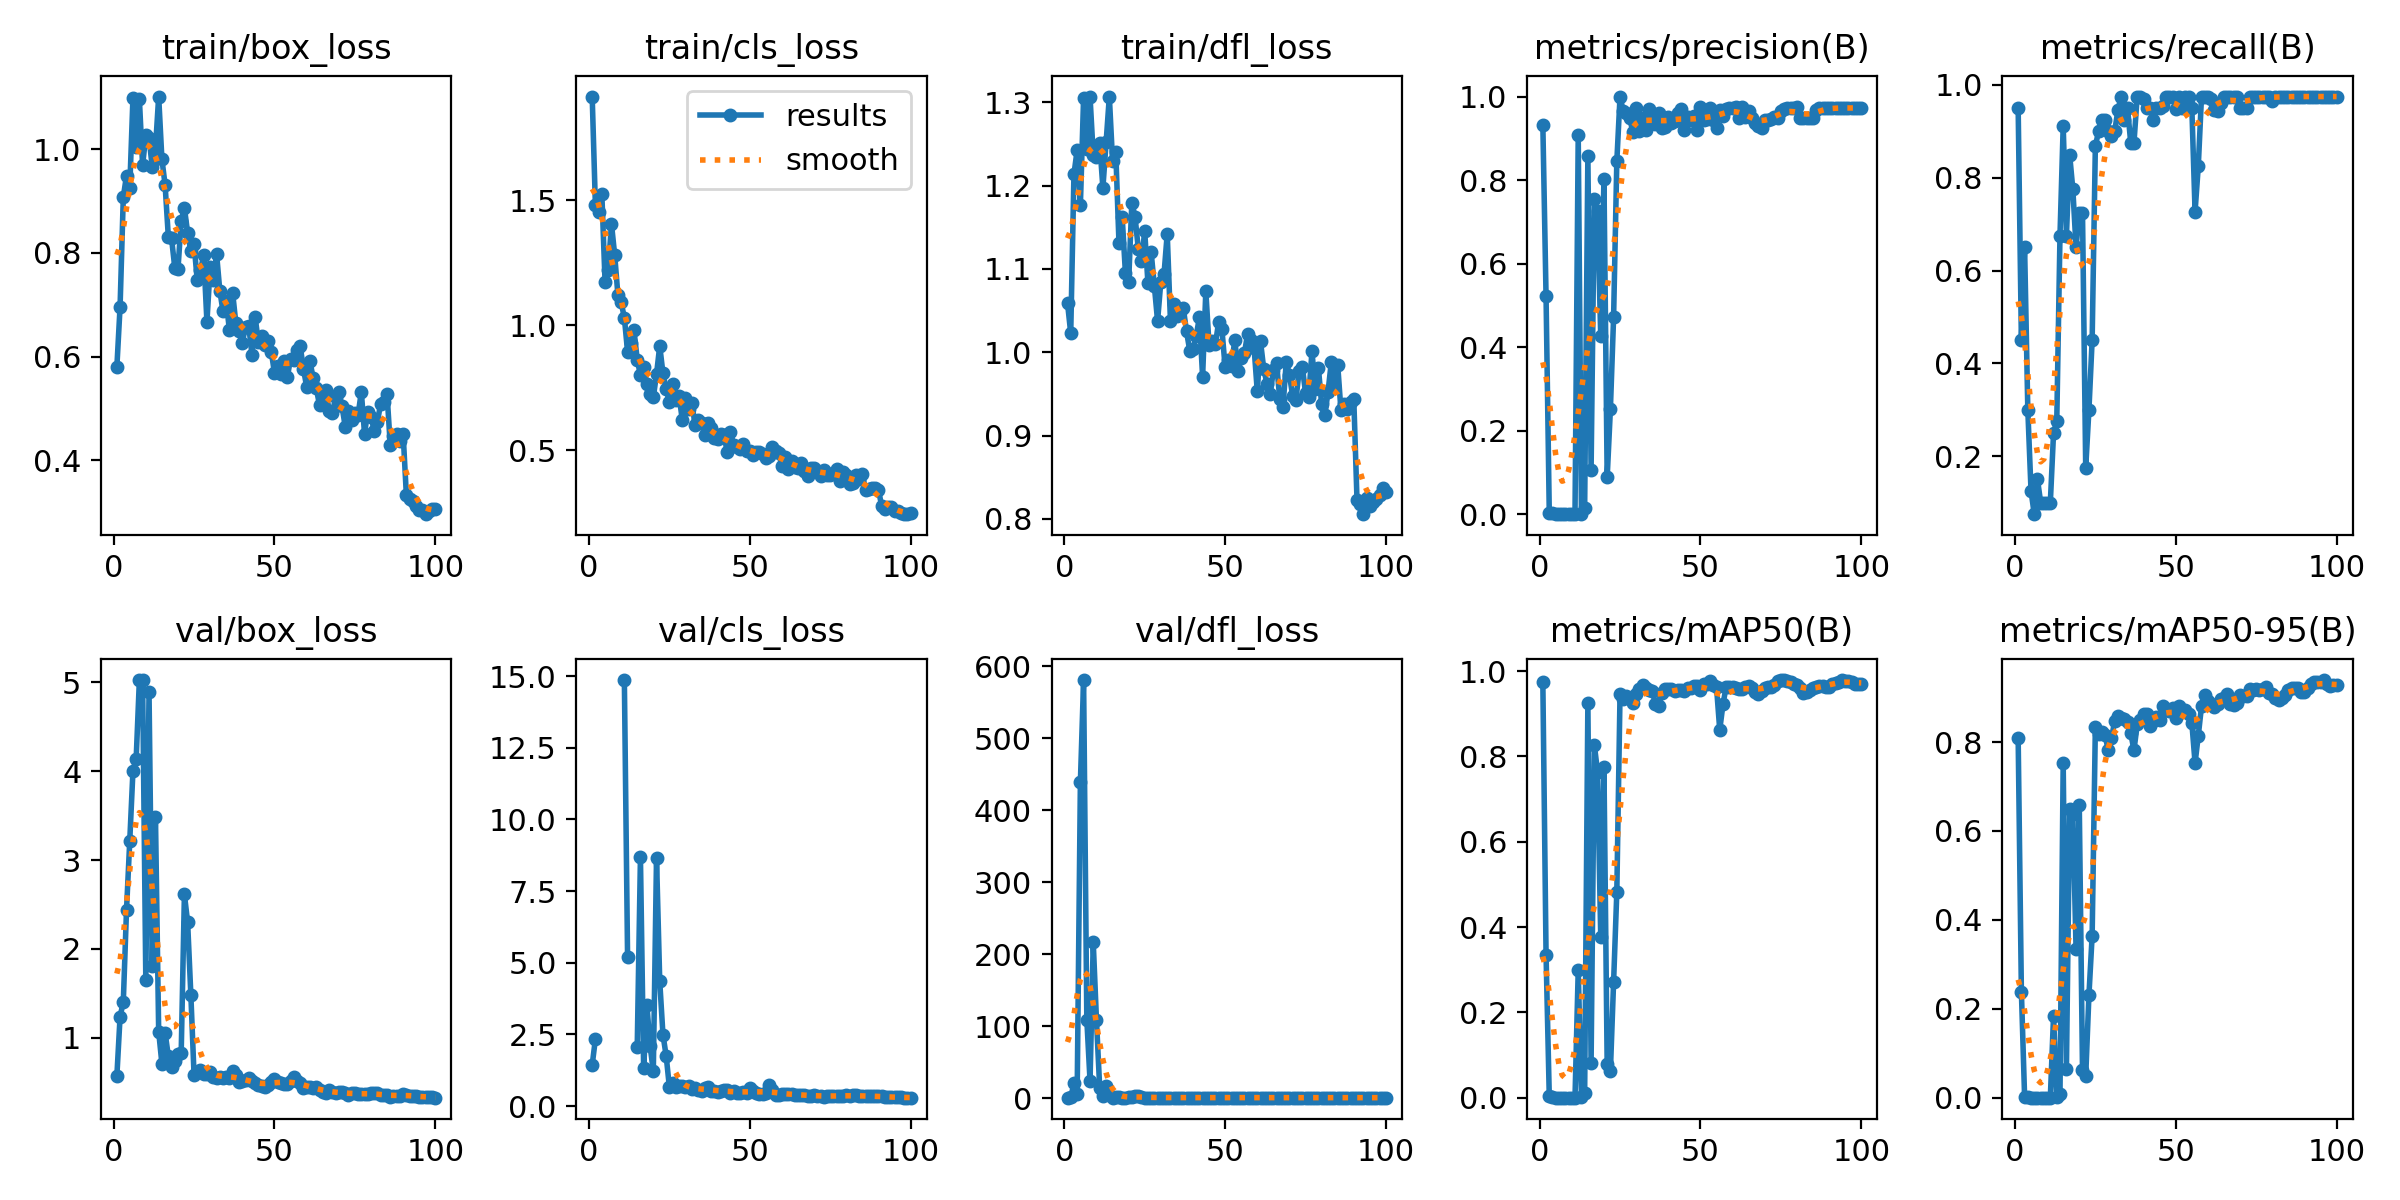 train/box_loss
train/cls_loss
train/dfl_loss
metrics/precision(B)
metrics/recall(B)
1.0
0.8
0.6
0.4
0 50 100
results
smooth
1.5
1.0
0.5
0 50 100
1.3
1.2
1.1
1.0
0.9
0.8
0 50 100
1.0
0.8
0.6
0.4
0.2
0.0
0 50 100
1.0
0.8
0.6
0.4
0.2
0 50 100
val/box_loss
val/cls_loss
val/dfl_loss
metrics/mAP50(B)
metrics/mAP50-95(B)
5
4
3
2
1
0 50 100
15.0
12.5
10.0
7.5
5.0
2.5
0.0
0 50 100
600
500
400
300
200
100
0
0 50 100
1.0
0.8
0.6
0.4
0.2
0.0
0 50 100
0.8
0.6
0.4
0.2
0.0
0 50 100